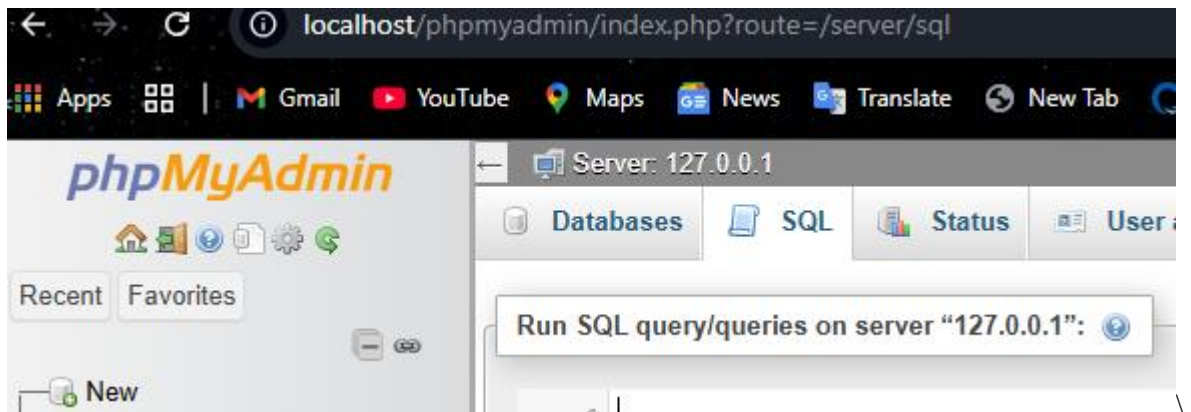 localhost/phpmyadmin/index.php?route=/server/sql
Apps | Gmail YouTube Maps News Translate New Tab
phpMyAdmin
Server: 127.0.0.1
Databases SQL Status User a
Recent Favorites
Run SQL query/queries on server “127.0.0.1”:
New
\